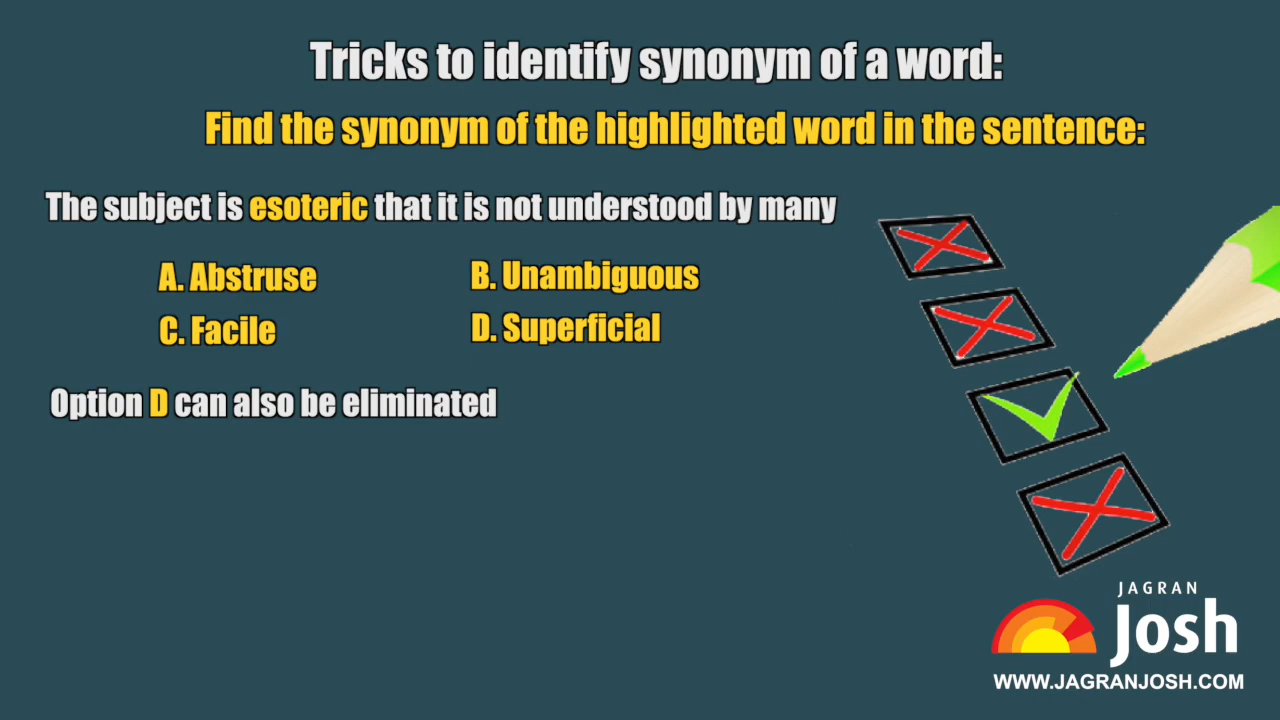 Tricks to identify synonym of a word:
Find the synonym of the highlighted word in the sentence:
The subject is esoteric that it is not understood by many
A. Abstruse B. Unambiguous
C. Facile D. Superficial
Option D can also be eliminated
JAGRAN
Josh
WWW.JAGRANJOSH.COM